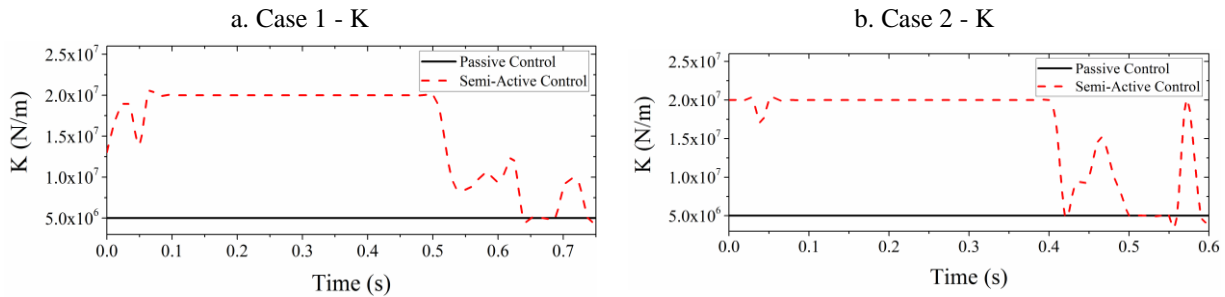 a. Case 1 - K
2.5x10⁷
2.0x10⁷
1.5x10⁷
1.0x10⁷
5.0x10⁶
K (N/m)
Passive Control
Semi-Active Control
0.0 0.1 0.2 0.3 0.4 0.5 0.6 0.7
Time (s)
b. Case 2 - K
2.5x10⁷
2.0x10⁷
1.5x10⁷
1.0x10⁷
5.0x10⁶
K (N/m)
Passive Control
Semi-Active Control
0.0 0.1 0.2 0.3 0.4 0.5 0.6
Time (s)